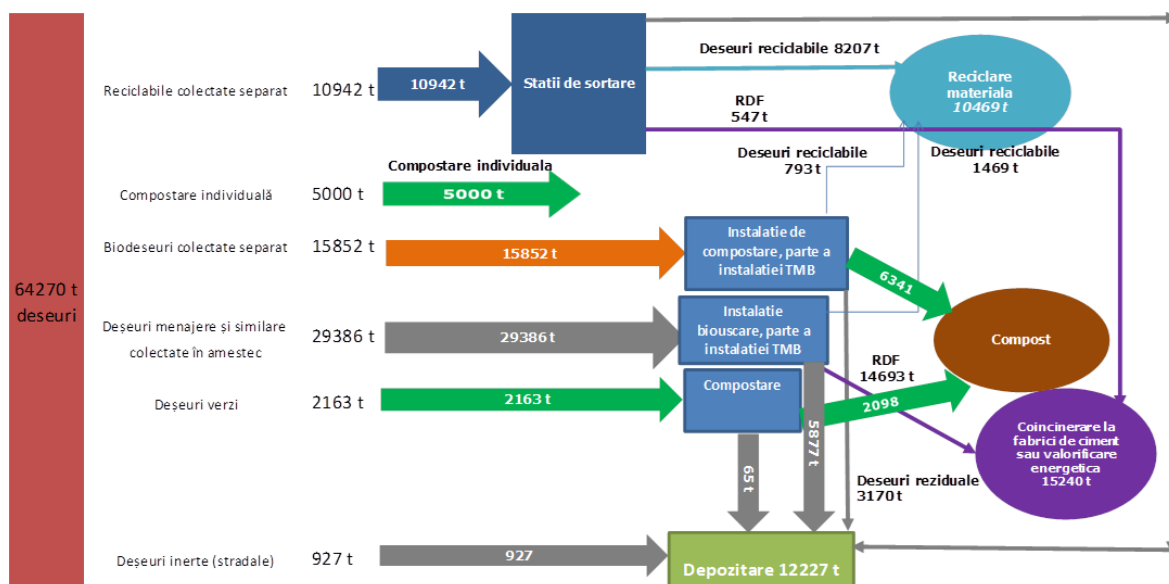 64270 t
deseuri
Reciclabile colectate separat
10942 t
10942 t
Statii de sortare
Deseuri reciclabile 8207 t
Reciclare
materiala
10469 t
RDF
547 t
Deseuri reciclabile
793 t
Deseuri reciclabile
1469 t
Compostare individuala
Compostare individuală
5000 t
5000 t
Biodeseuri colectate separat
15852 t
15852 t
Instalatie de
compostare, parte a
instalatiei TMB
6341
Deșeuri menajere și similare
colectate în amestec
29386 t
29386 t
Instalatie
biouscare, parte a
instalatiei TMB
Compost
RDF
14693 t
Deșeuri verzi
2163 t
2163 t
Compostare
2098
5877 t
65 t
Coincinerare la
fabrici de ciment
sau valorificare
energetica
15240 t
Deseuri reziduale
3170 t
Deșeuri inerte (stradale)
927 t
927
Depozitare 12227 t